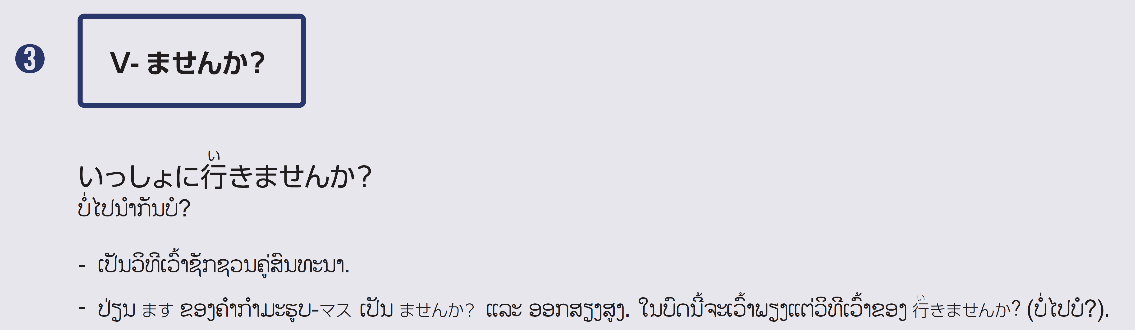 3
V- ませんか?
い
いっしょに行きませんか?
ບໍ່ໄປນຳກັນບໍ?
- ເປັນວິທີເວົ້າຊັກຊວນຄູ່ສົນທະນາ.
- ປ່ຽນ ます ຂອງຄຳກຳມະຮູບ-マス ເປັນ ませんか? ແລະ ອອກສຽງສູງ. ໃນບົດນີ້ຈະເວົ້າພຽງແຕ່ວິທີເວົ້າຂອງ 行きませんか? (ບໍ່ໄປບໍ?).